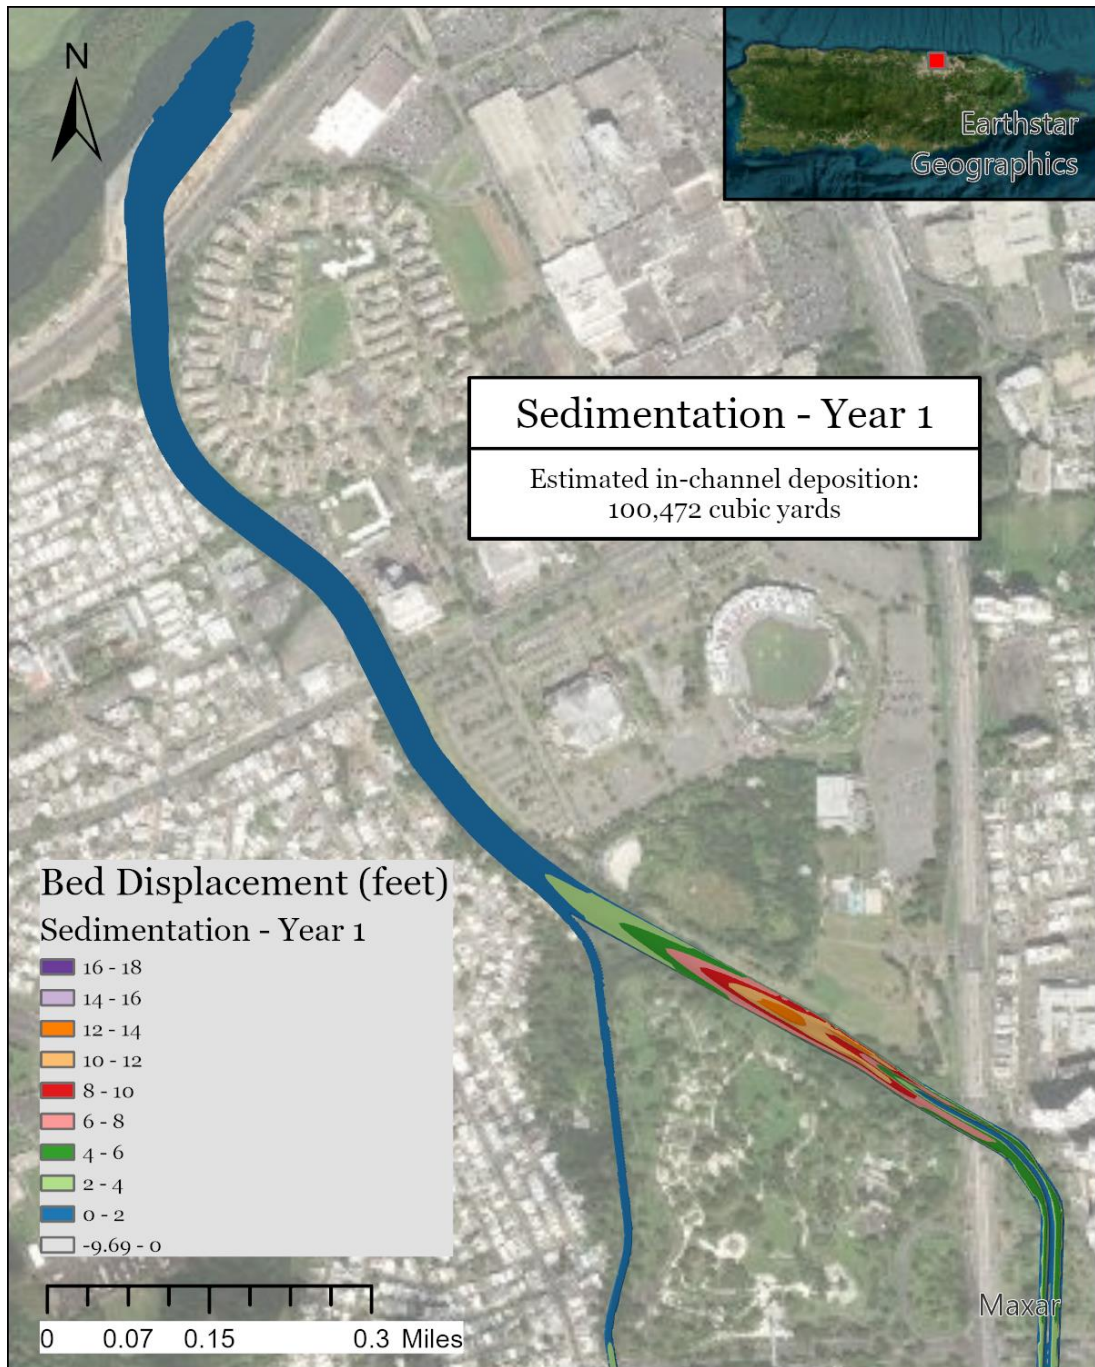 N
Earthstar
Geographics
Sedimentation - Year 1
Estimated in-channel deposition:
100,472 cubic yards
Bed Displacement (feet)
Sedimentation - Year 1
16 - 18
14 - 16
12 - 14
10 - 12
8 - 10
6 - 8
4 - 6
2 - 4
0 - 2
-9.69 - 0
Maxar
0 0.07 0.15 0.3 Miles